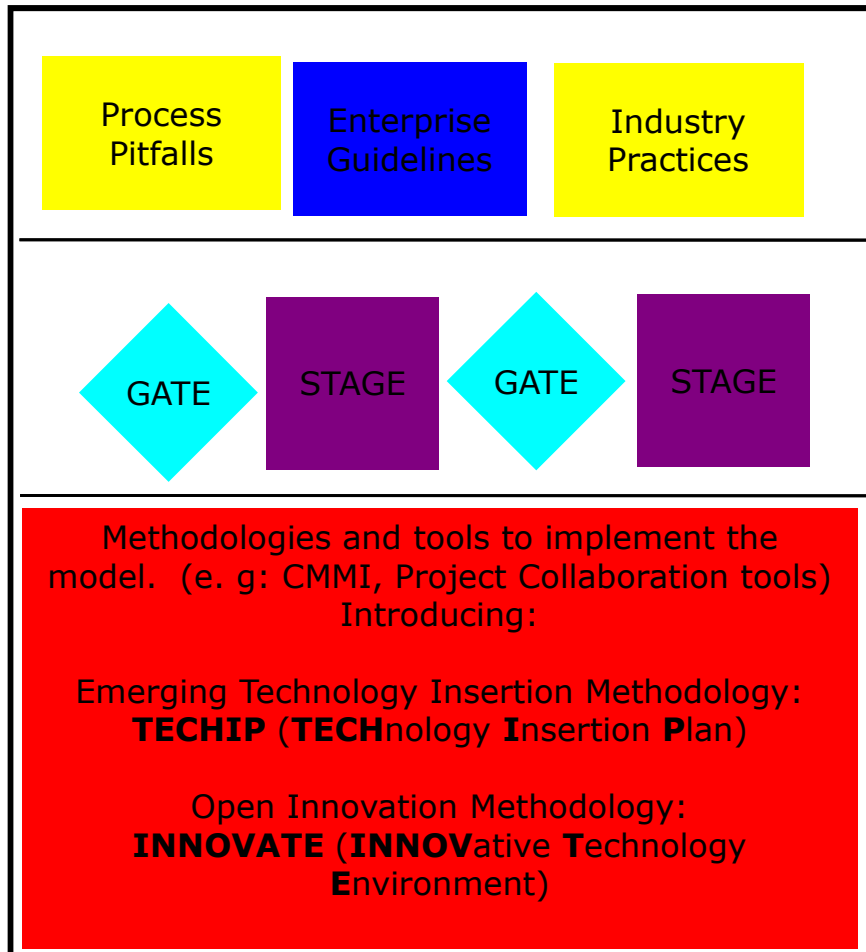 Process
Pitfalls
Enterprise
Guidelines
Industry
Practices
GATE
STAGE
GATE
STAGE
Methodologies and tools to implement the
model.  (e. g: CMMI, Project Collaboration tools)
Introducing:
Emerging Technology Insertion Methodology:
TECHIP (TECHnology Insertion Plan)
Open Innovation Methodology:
INNOVATE (INNOVative Technology
Environment)